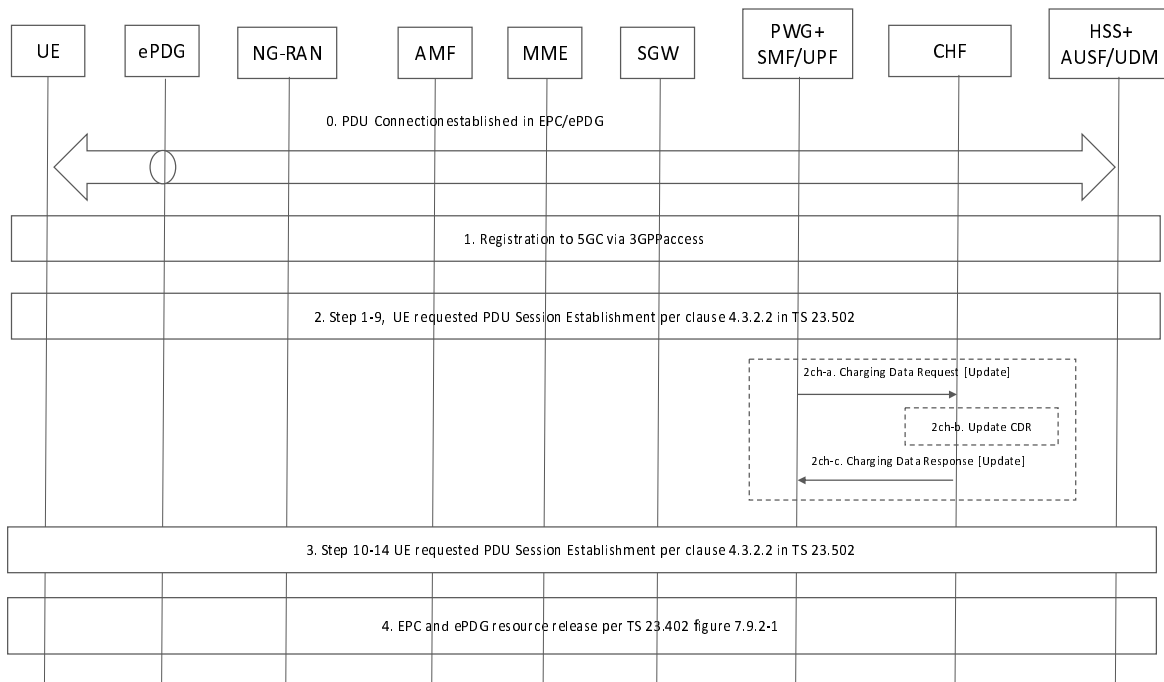 UE
ePDG
NG-RAN
AMF
MME
SGW
PWG+
SMF/UPF
CHF
HSS+
AUSF/UDM
0. PDU Connectionestablished in EPC/ePDG
1. Registration to 5GC via 3GPPaccess
2. Step 1-9, UE requested PDU Session Establishment per clause 4.3.2.2 in TS 23.502
2ch-a. Charging Data Request [Update]
2ch-b. Update CDR
2ch-c. Charging Data Response [Update]
3. Step 10-14 UE requested PDU Session Establishment per clause 4.3.2.2 in TS 23.502
4. EPC and ePDG resource release per TS 23.402 figure 7.9.2-1